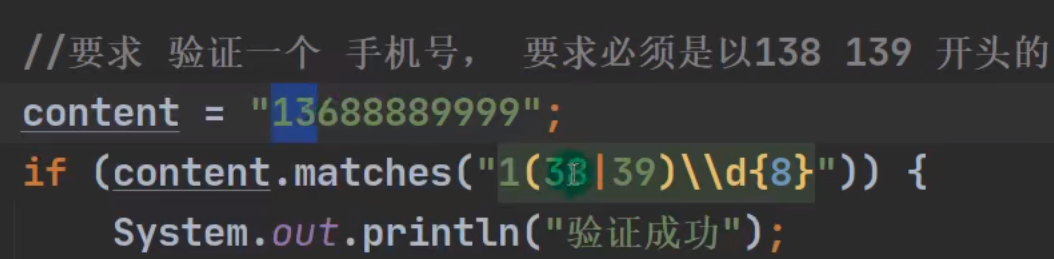 //要求 验证一个 手机号， 要求必须是以138 139 开头的
content = "13688889999";
if (content.matches("1(38|39)\\d{8}")) {
System.out.println("验证成功");